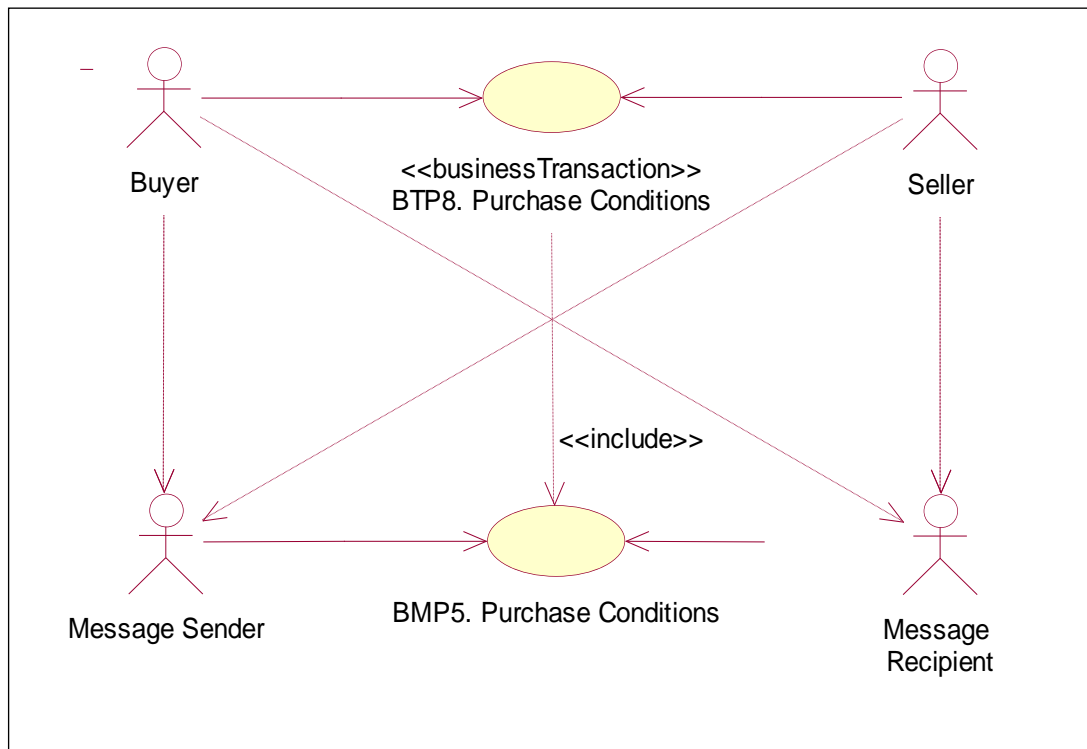 Buyer
<<businessTransaction>>
BTP8. Purchase Conditions
Seller
<<include>>
Message Sender
BMP5. Purchase Conditions
Message
Recipient